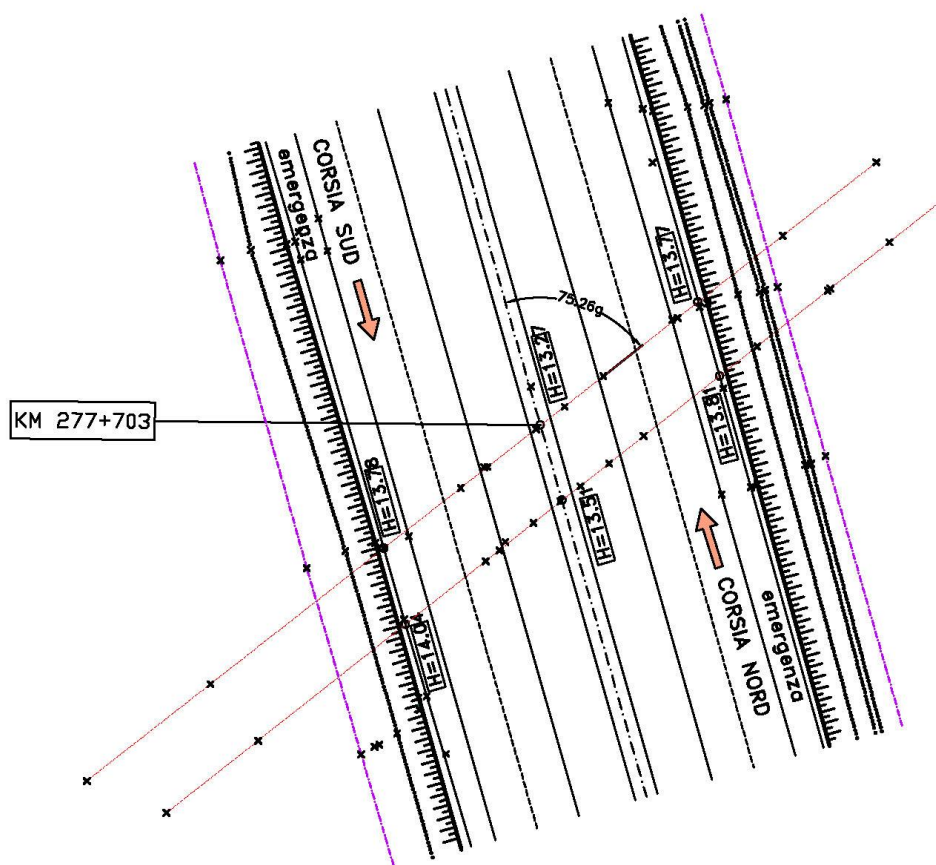 emergenza
CORSIA SUD
75.26g
H=13.77
H=13.27
KM 277+703
H=13.78
H=13.81
H=13.51
H=14.04
CORSIA NORD
emergenza